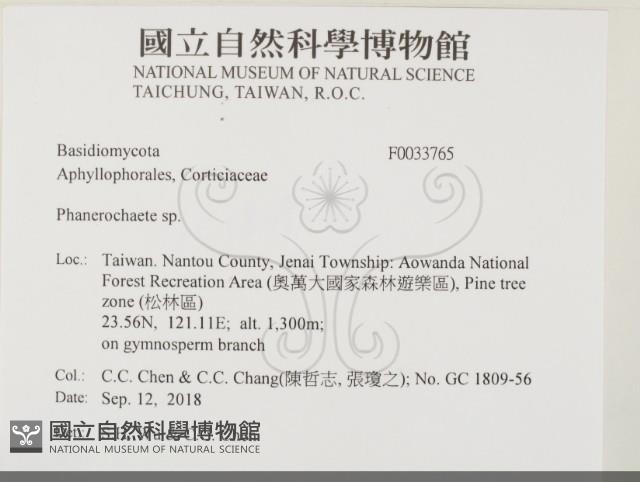 國立自然科學博物館
NATIONAL MUSEUM OF NATURAL SCIENCE
TAICHUNG, TAIWAN, R.O.C.
Basidiomycota F0033765
Aphyllophorales, Corticiaceae
Phanerochaete sp.
Loc.: Taiwan. Nantou County, Jenai Township: Aowanda National
Forest Recreation Area (奧萬大國家森林遊樂區), Pine tree
zone (松林區)
23.56N, 121.11E; alt. 1,300m;
on gymnosperm branch
Col.: C.C. Chen & C.C. Chang(陳哲志, 張瓊之); No. GC 1809-56
Date: Sep. 12, 2018
國立自然科學博物館
NATIONAL MUSEUM OF NATURAL SCIENCE